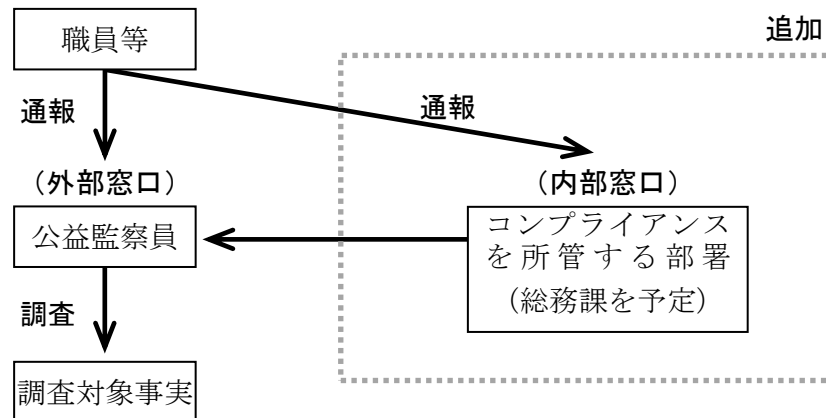 追加
職員等
通報
通報
（外部窓口）
（内部窓口）
公益監察員
コンプライアンス
を所管する部署
（総務課を予定）
調査
調査対象事実